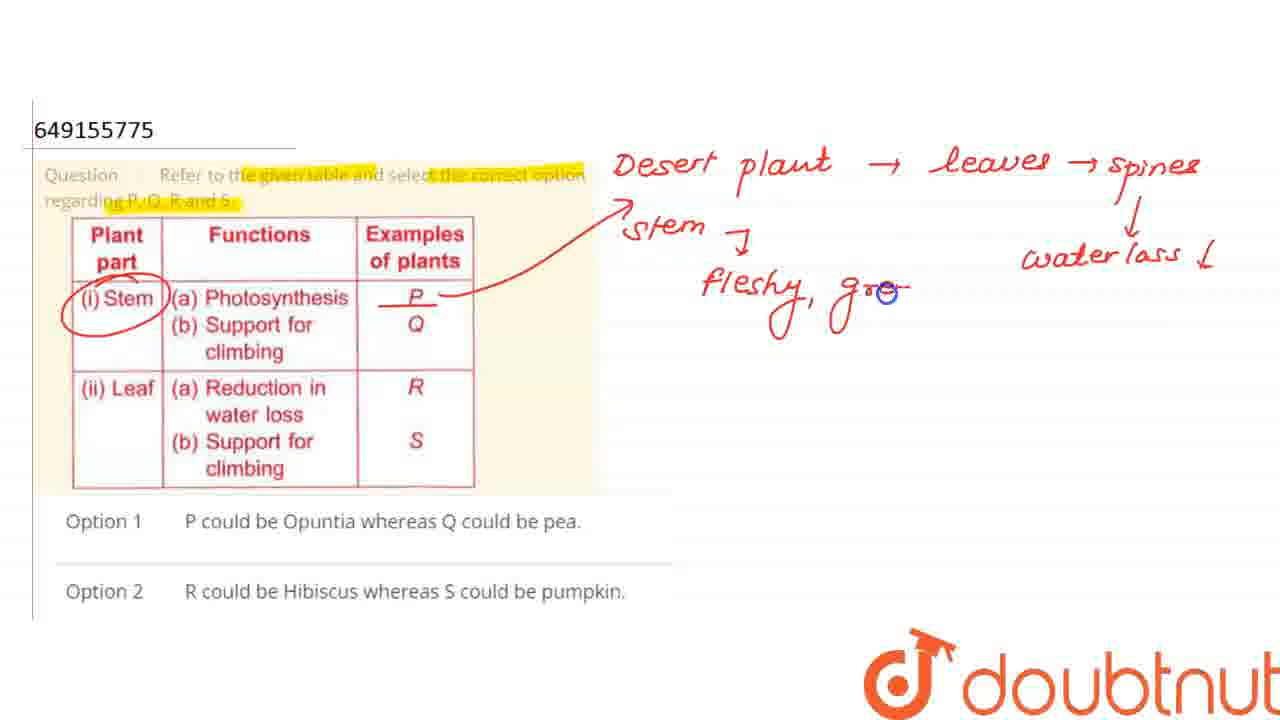 649155775
Question : Refer to the given table and select the correct option
regarding P, Q, R and S.
Plant part Functions Examples of plants
(i) Stem (a) Photosynthesis P
(b) Support for climbing Q
(ii) Leaf (a) Reduction in water loss R
(b) Support for climbing S
Option 1 P could be Opuntia whereas Q could be pea.
Option 2 R could be Hibiscus whereas S could be pumpkin.
Desert plant → leaves → spines
stem
water loss ↓
fleshy, gre
doubtnut